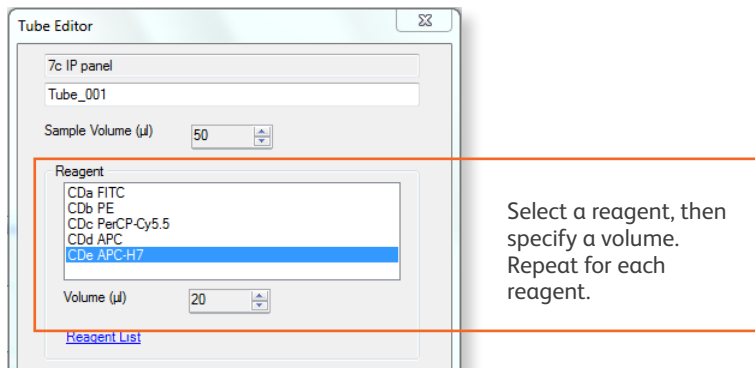 Tube Editor
7c IP panel
Tube_001
Sample Volume (µl) 50
Reagent
CDa FITC
CDb PE
CDc PerCP-Cy5.5
CDd APC
CDe APC-H7
Volume (µl) 20
Reagent List
Select a reagent, then
specify a volume.
Repeat for each
reagent.